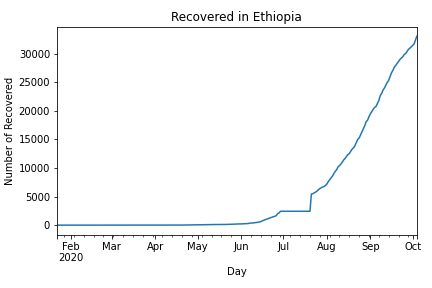 Recovered in Ethiopia
Number of Recovered
30000
25000
20000
15000
10000
5000
0
Feb Mar Apr May Jun Jul Aug Sep Oct
2020
Day